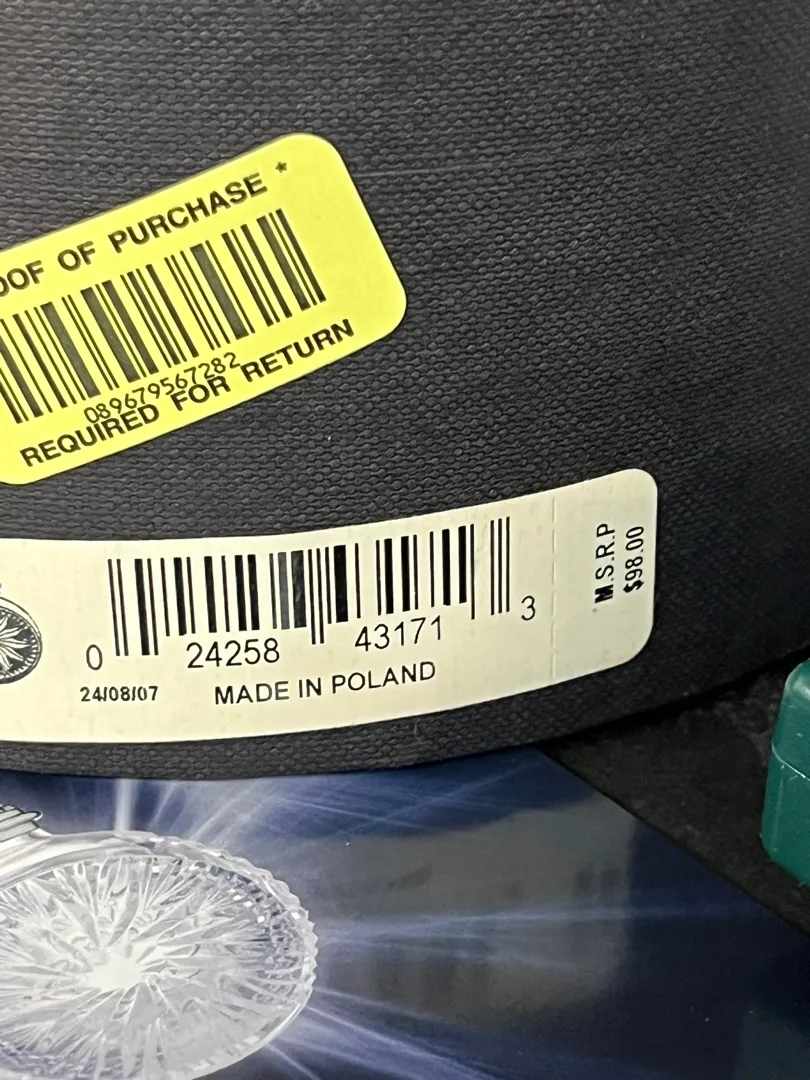 OOF OF PURCHASE *
089679567282
REQUIRED FOR RETURN
0 24258 43171 3
24/08/07 MADE IN POLAND
M.S.R.P
$98.00